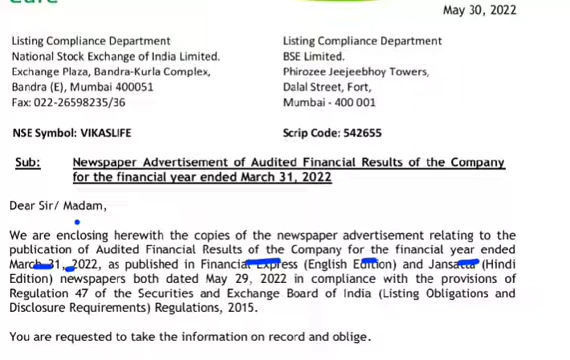 May 30, 2022
Listing Compliance Department
National Stock Exchange of India Limited.
Exchange Plaza, Bandra-Kurla Complex,
Bandra (E), Mumbai 400051
Fax: 022-26598235/36
Listing Compliance Department
BSE Limited.
Phirozee Jeejeebhoy Towers,
Dalal Street, Fort,
Mumbai - 400 001
NSE Symbol: VIKASLIFE
Scrip Code: 542655
Sub: Newspaper Advertisement of Audited Financial Results of the Company
for the financial year ended March 31, 2022
Dear Sir/ Madam,
We are enclosing herewith the copies of the newspaper advertisement relating to the
publication of Audited Financial Results of the Company for the financial year ended
March 31, 2022, as published in Financial Express (English Edition) and Jansatta (Hindi
Edition) newspapers both dated May 29, 2022 in compliance with the provisions of
Regulation 47 of the Securities and Exchange Board of India (Listing Obligations and
Disclosure Requirements) Regulations, 2015.
You are requested to take the information on record and oblige.